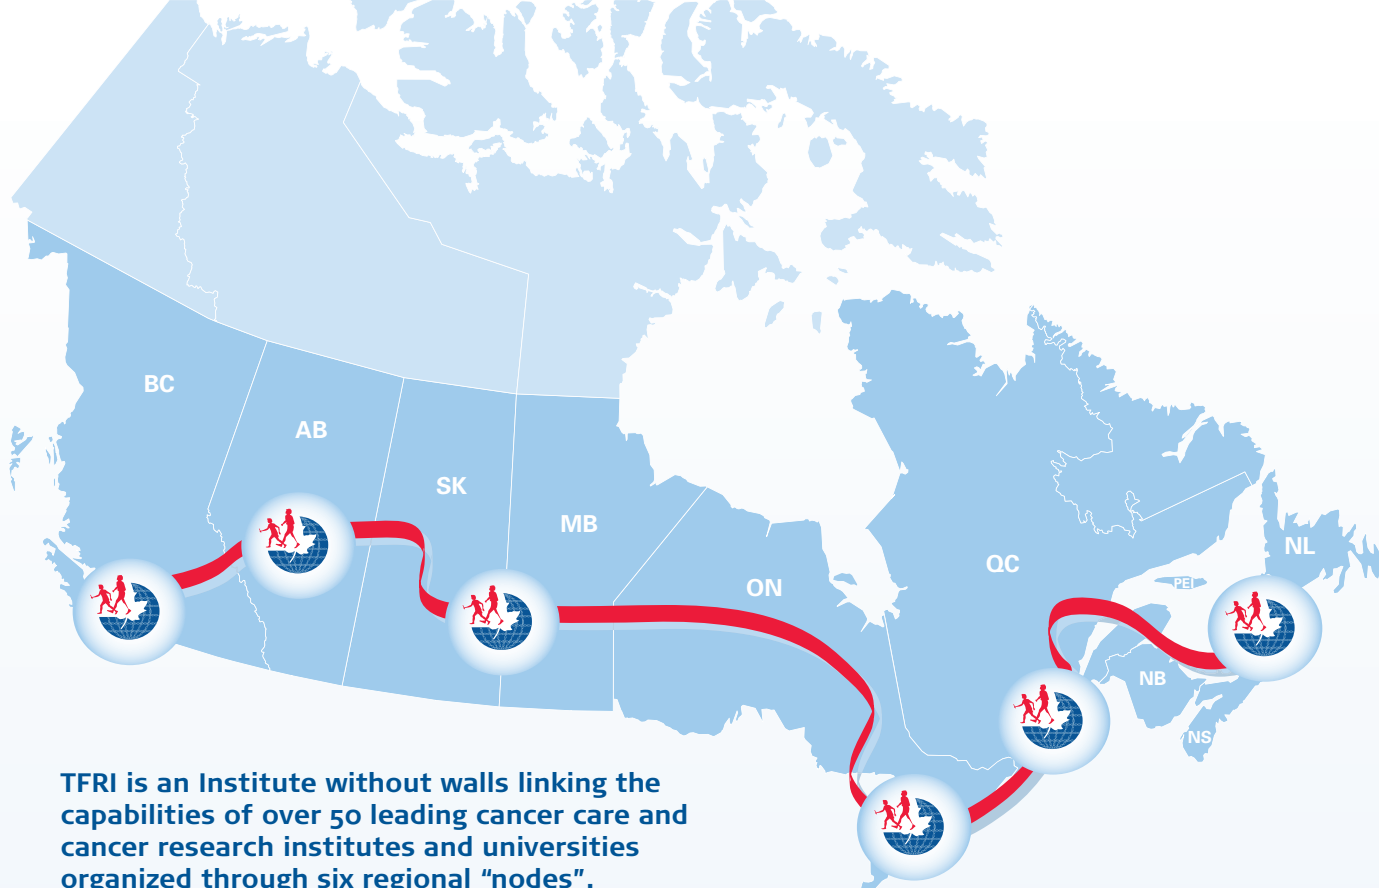 BC
AB
SK
MB
ON
QC
NL
PEI
NB
NS
TFRI is an Institute without walls linking the
capabilities of over 50 leading cancer care and
cancer research institutes and universities
organized through six regional “nodes”.